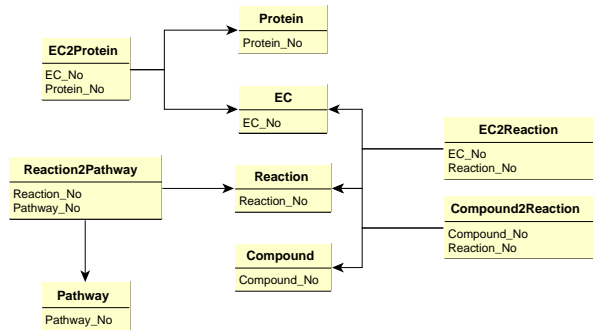 Protein
Protein_No
EC2Protein
EC_No
Protein_No
EC
EC_No
EC2Reaction
EC_No
Reaction_No
Reaction2Pathway
Reaction_No
Pathway_No
Reaction
Reaction_No
Compound2Reaction
Compound_No
Reaction_No
Compound
Compound_No
Pathway
Pathway_No